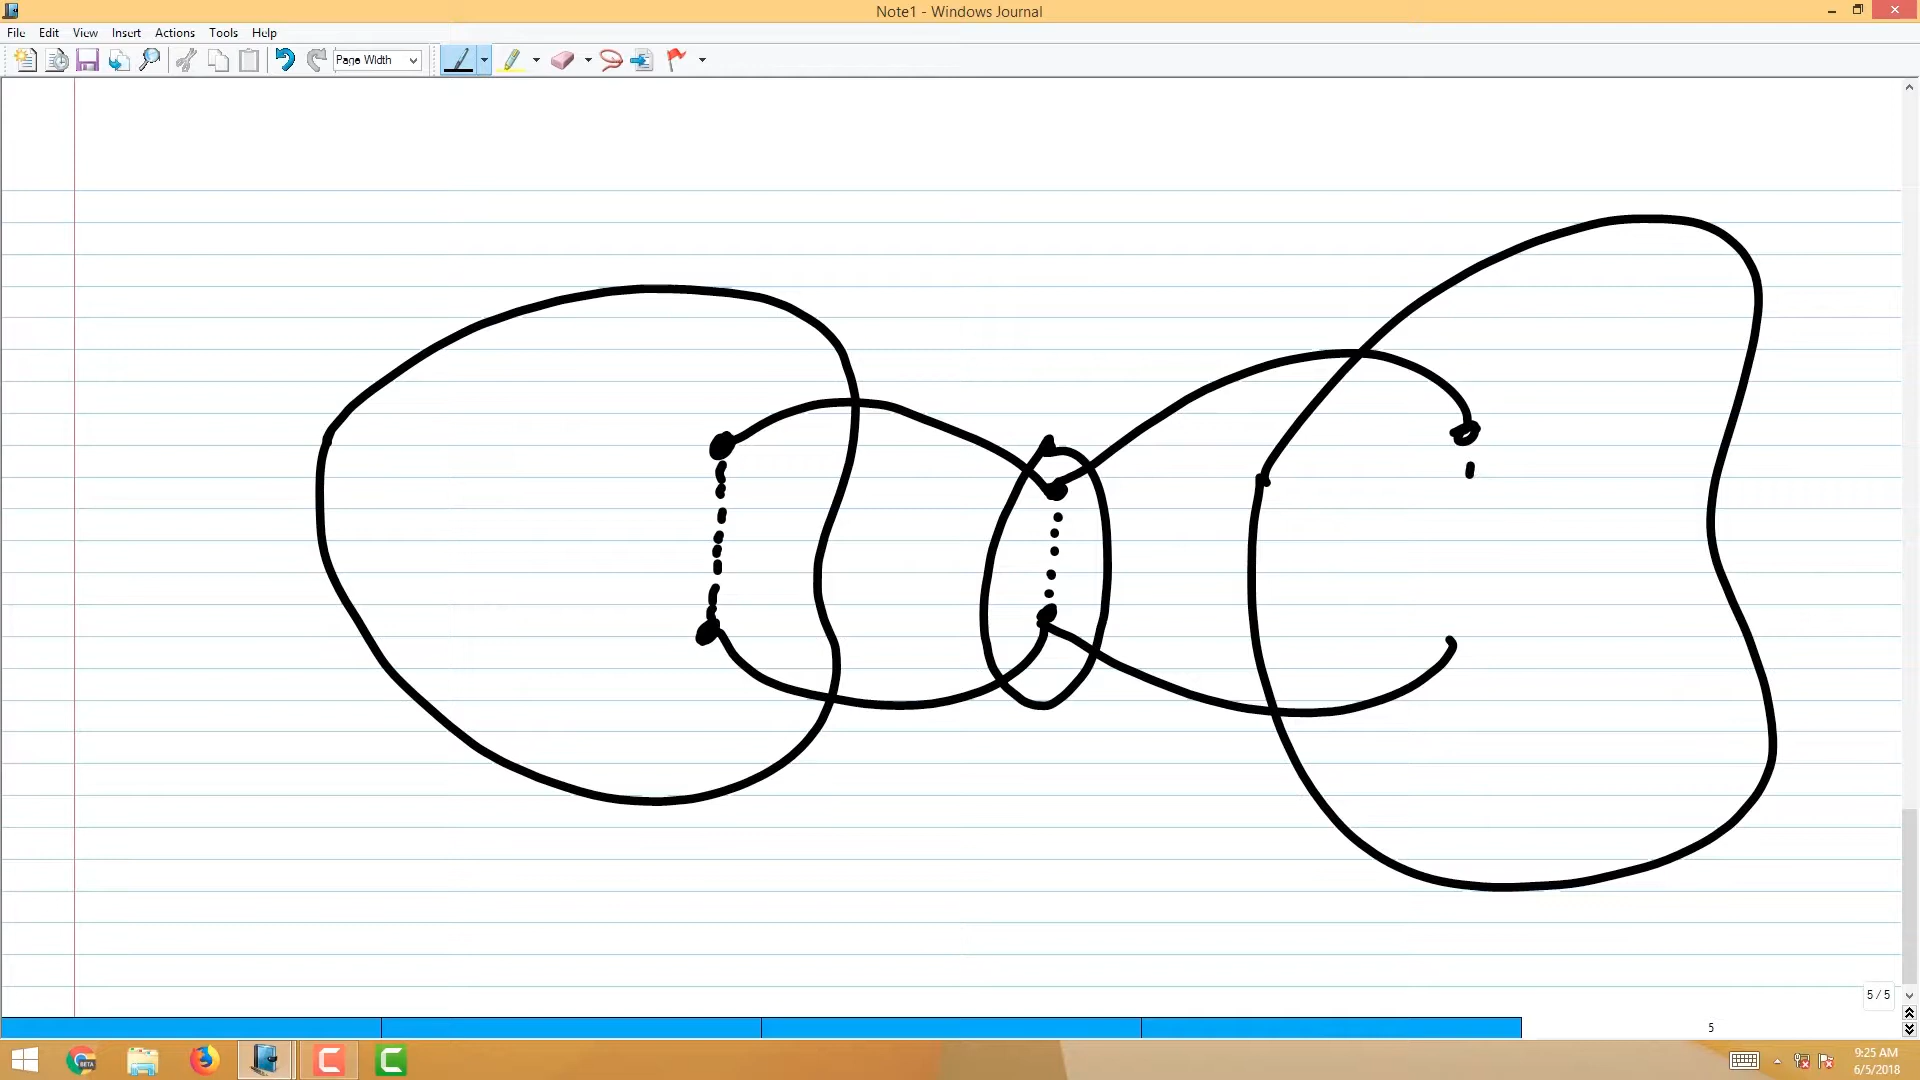 Note1 - Windows Journal
File Edit View Insert Actions Tools Help
Page Width
5 / 5
5
BETA
9:25 AM
6/5/2018